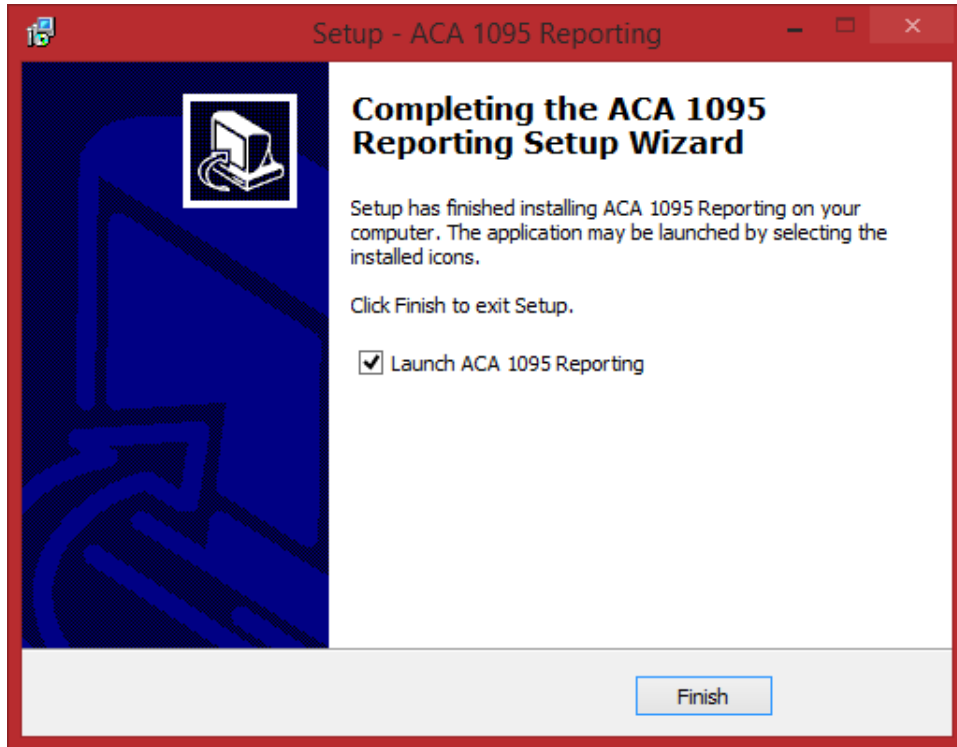 Setup - ACA 1095 Reporting
Completing the ACA 1095
Reporting Setup Wizard
Setup has finished installing ACA 1095 Reporting on your
computer. The application may be launched by selecting the
installed icons.
Click Finish to exit Setup.
Launch ACA 1095 Reporting
Finish